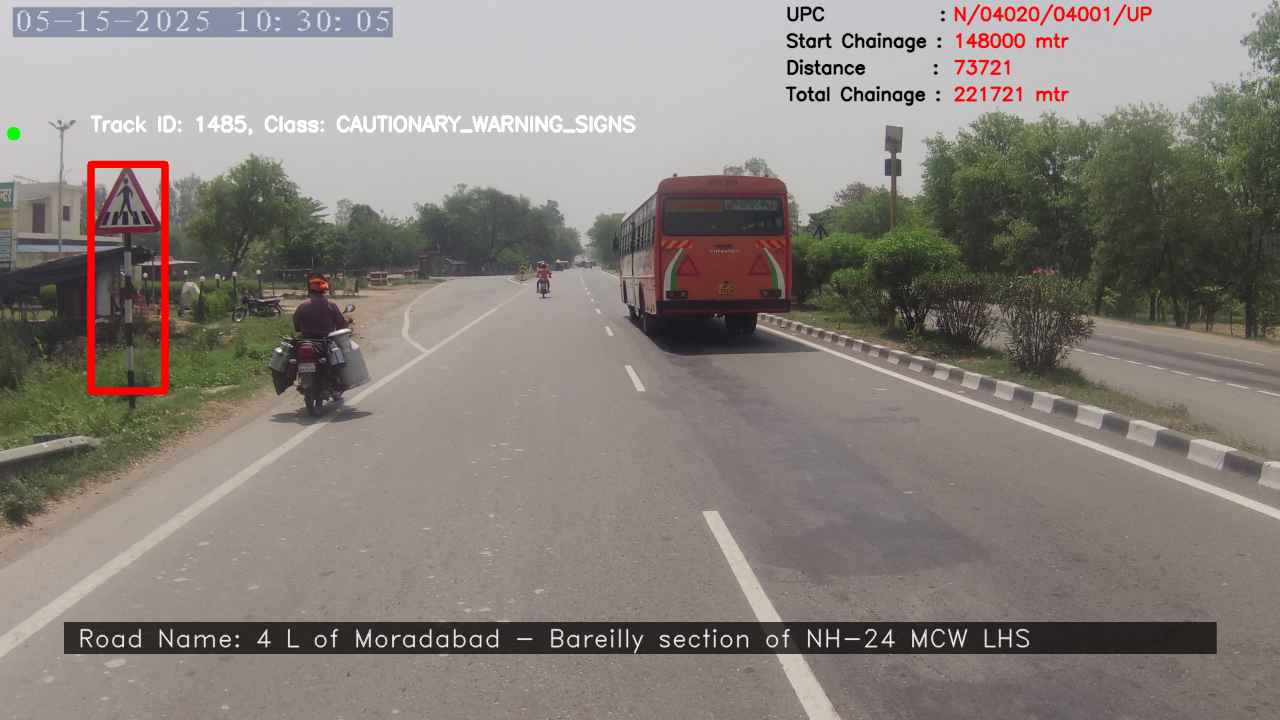 05-15-2025 10:30:05
UPC : N/04020/04001/UP
Start Chainage : 148000 mtr
Distance : 73721
Total Chainage : 221721 mtr
Track ID: 1485, Class: CAUTIONARY_WARNING_SIGNS
Road Name: 4 L of Moradabad - Bareilly section of NH-24 MCW LHS